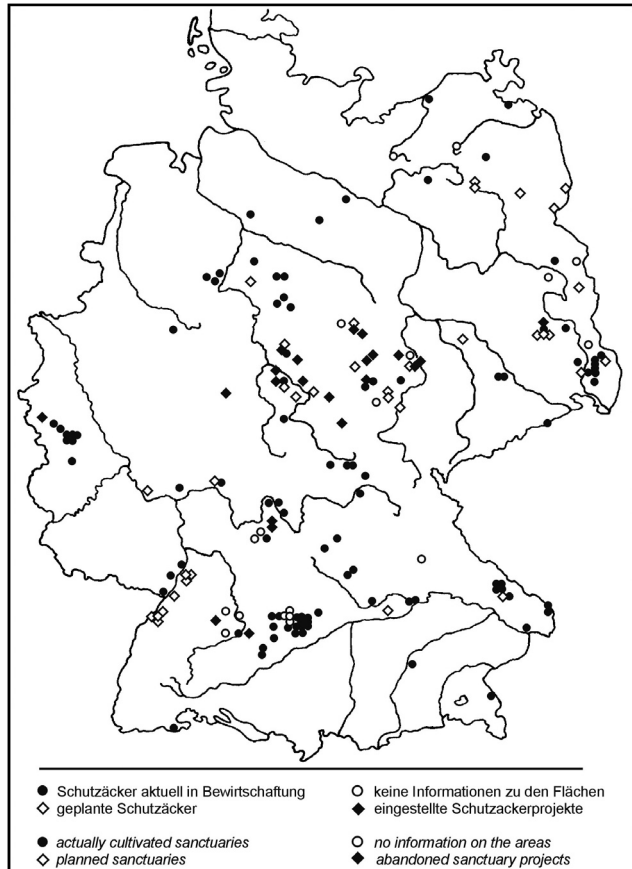 Schutzäcker aktuell in Bewirtschaftung
keine Informationen zu den Flächen
geplante Schutzäcker
eingestellte Schutzackerprojekte
actually cultivated sanctuaries
no information on the areas
planned sanctuaries
abandoned sanctuary projects